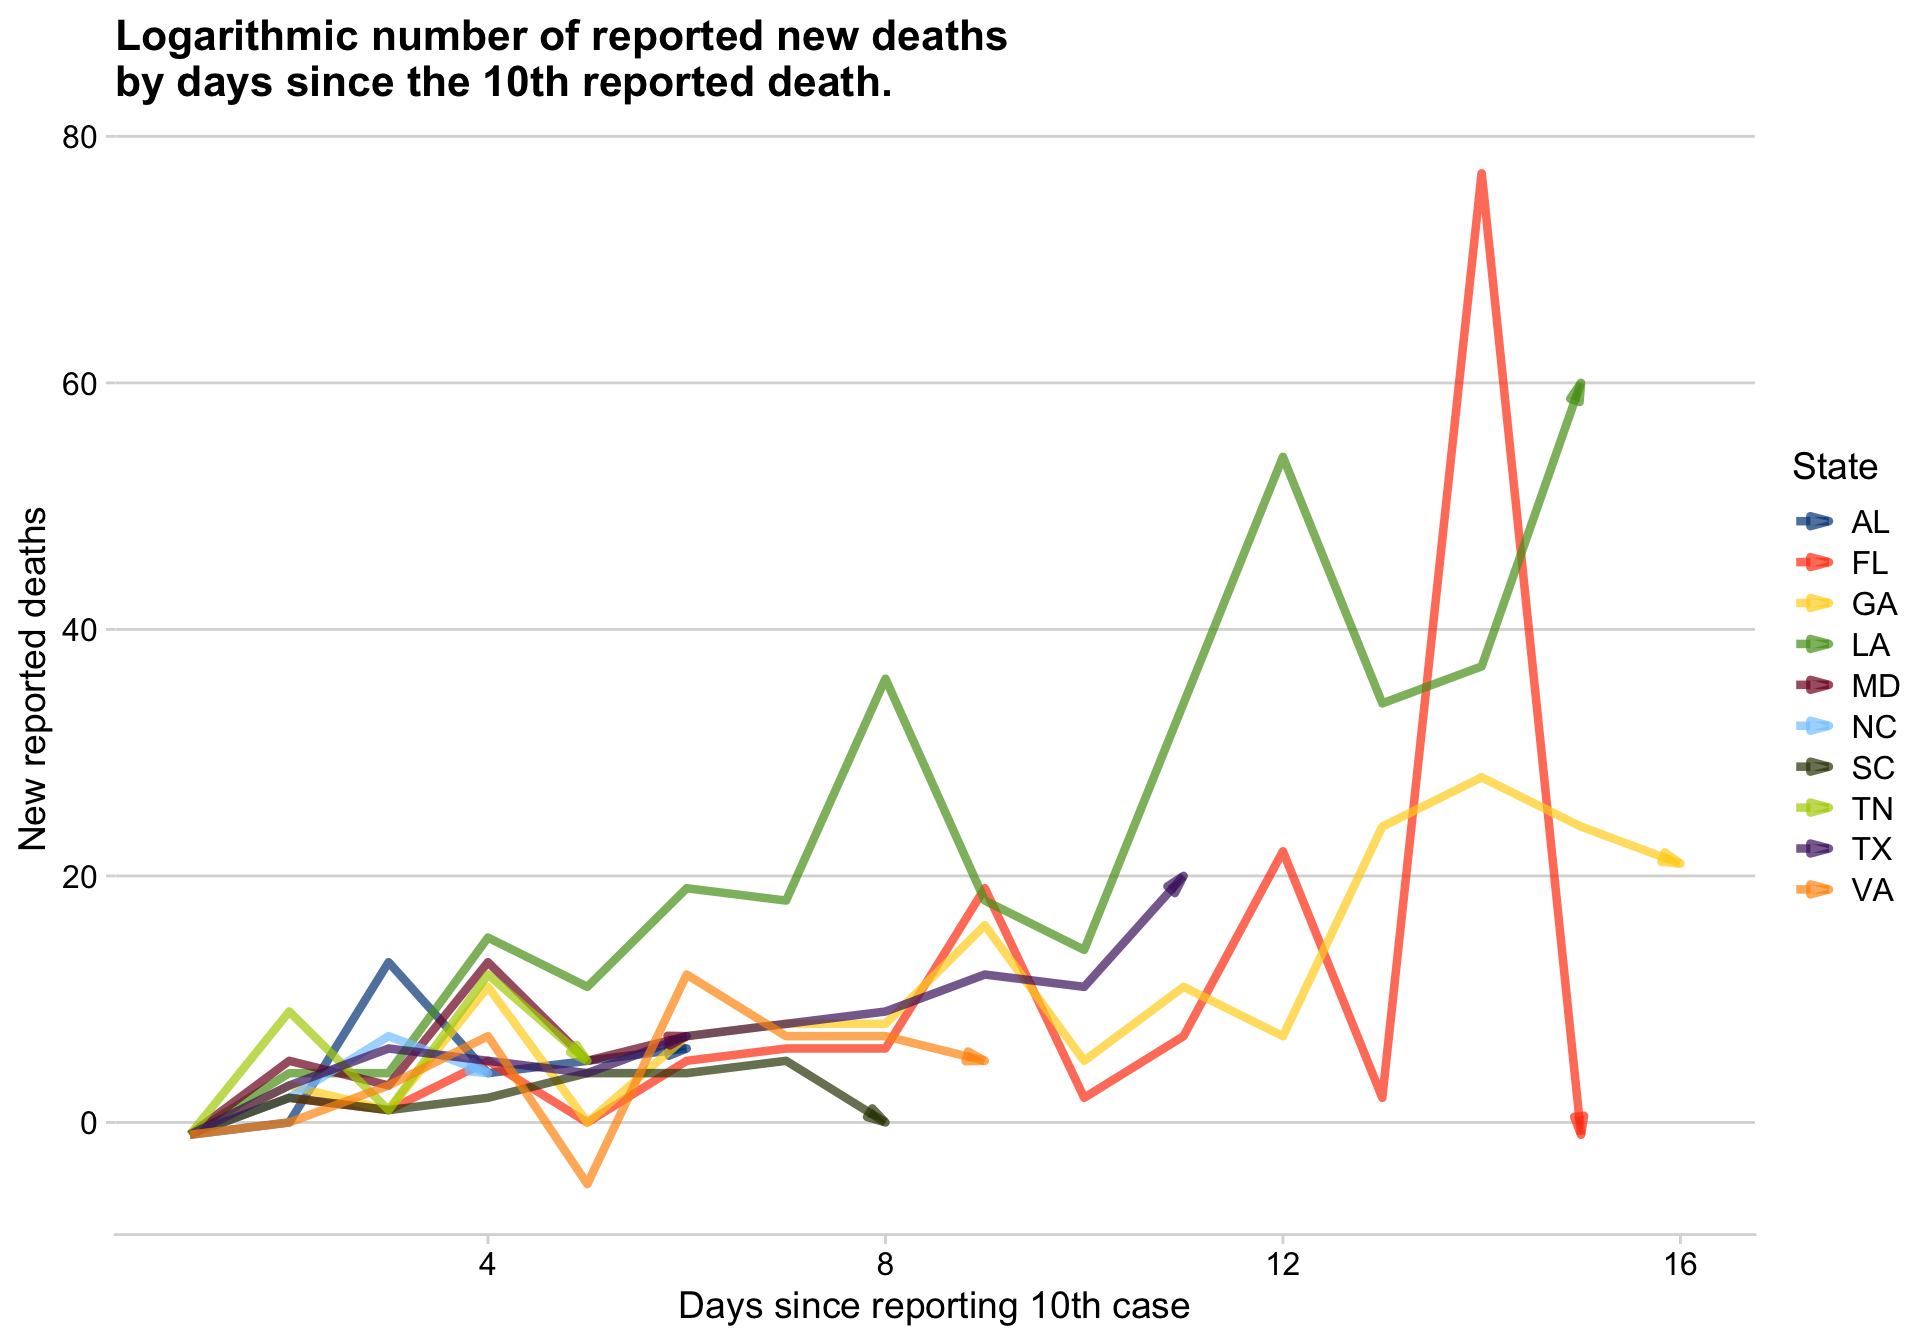 Logarithmic number of reported new deaths
by days since the 10th reported death.
80
60
40
20
0
New reported deaths
4
8
12
16
Days since reporting 10th case
State
AL
FL
GA
LA
MD
NC
SC
TN
TX
VA